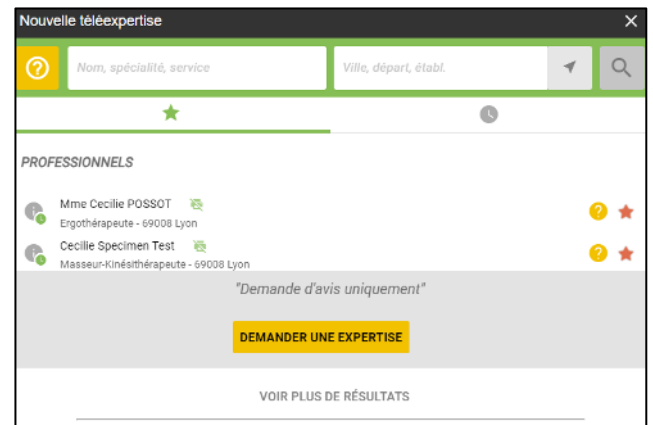 Nouvelle téléexpertise
Nom, spécialité, service
Ville, départ, établ.
PROFESSIONNELS
Mme Cecilie POSSOT
Ergothérapeute - 69008 Lyon
Cecilie Specimen Test
Masseur-Kinésithérapeute - 69008 Lyon
"Demande d'avis uniquement"
DEMANDER UNE EXPERTISE
VOIR PLUS DE RÉSULTATS